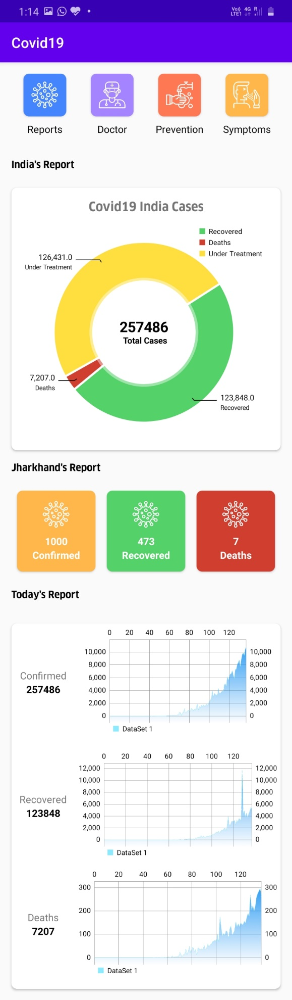 1:14
Vo)) 4G R
LTE1
Covid19
Reports Doctor Prevention Symptoms
India's Report
Covid19 India Cases
Recovered
Deaths
Under Treatment
126,431.0
Under Treatment
257486
Total Cases
7,207.0
Deaths
123,848.0
Recovered
Jharkhand's Report
1000
Confirmed
473
Recovered
7
Deaths
Today's Report
Confirmed
257486
0 20 40 60 80 100 120
10,000 10,000
8,000 8,000
6,000 6,000
4,000 4,000
2,000 2,000
0 0
DataSet 1
Recovered
123848
0 20 40 60 80 100 120
12,000 12,000
10,000 10,000
8,000 8,000
6,000 6,000
4,000 4,000
2,000 2,000
0 0
DataSet 1
Deaths
7207
0 20 40 60 80 100 120
300 300
200 200
100 100
0 0
DataSet 1